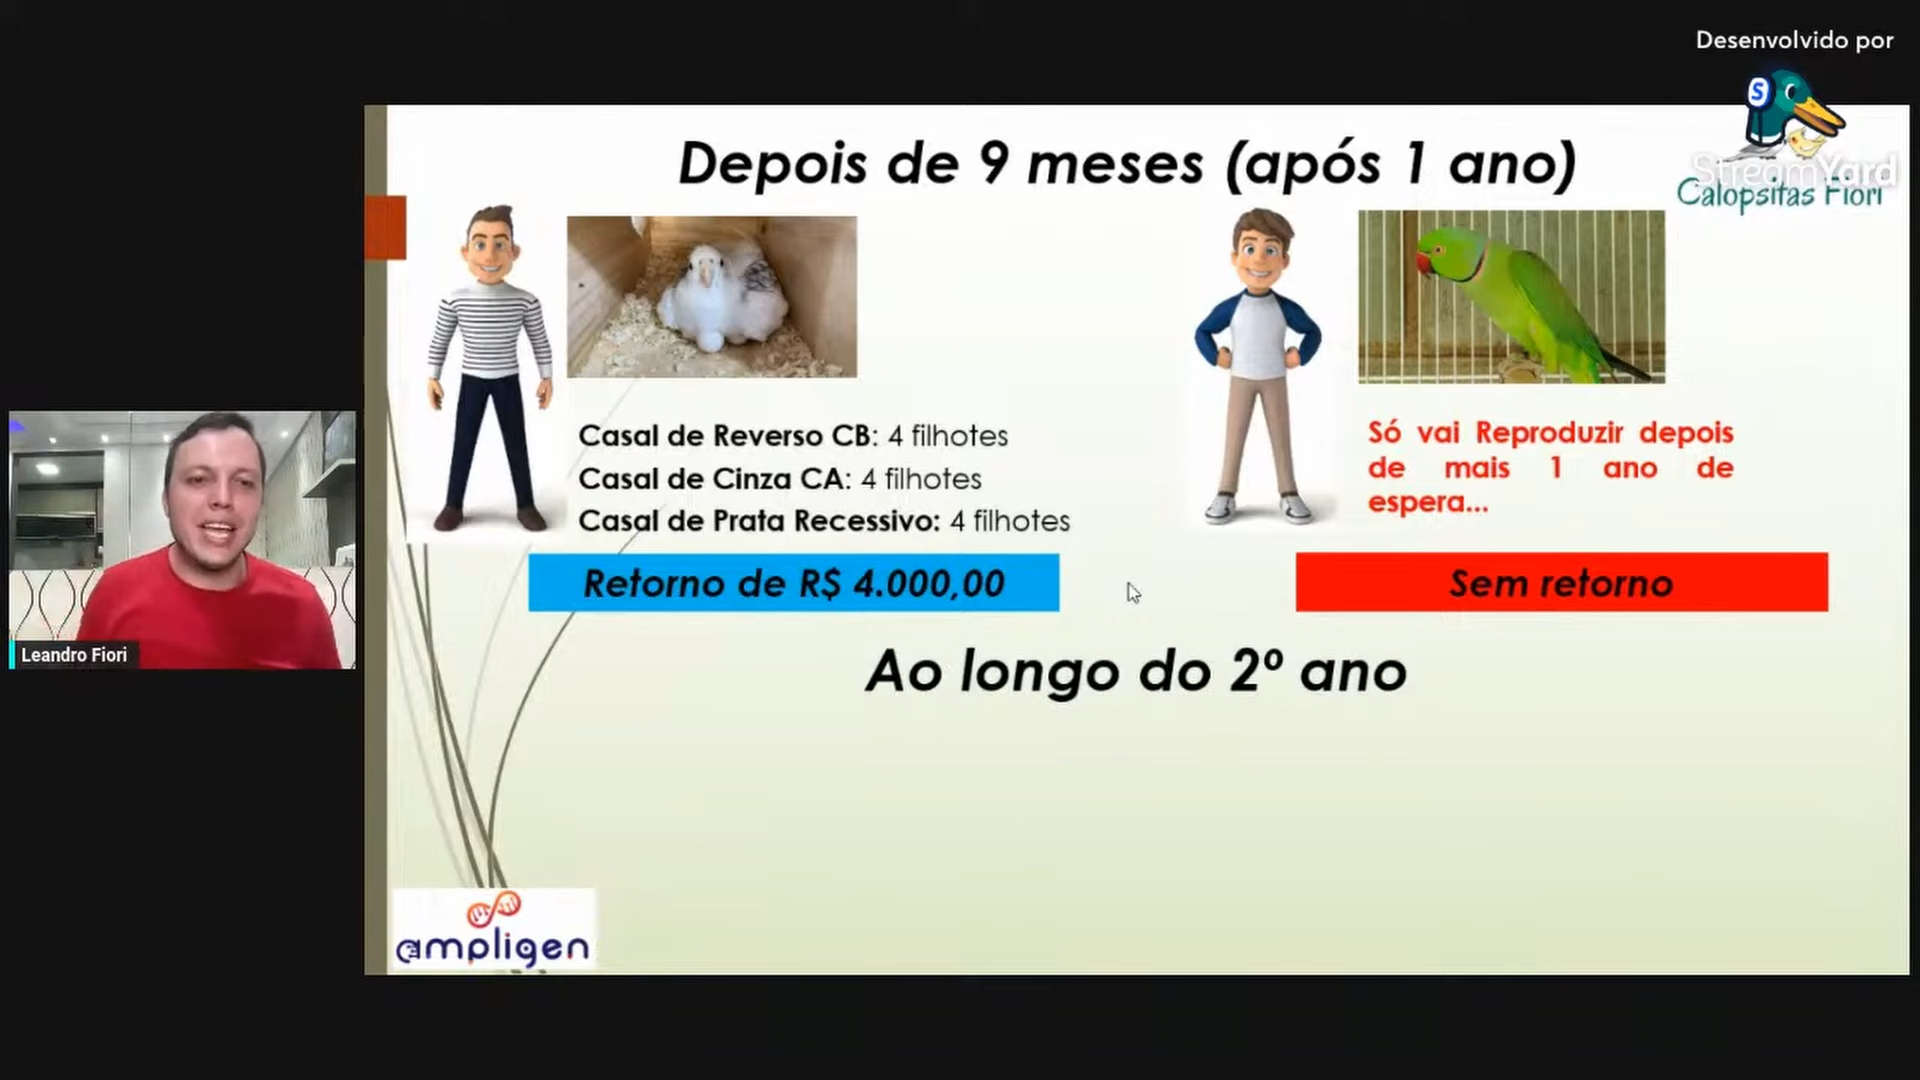 Desenvolvido por
S
StreamYard
Calopsitas Fiori
Depois de 9 meses (após 1 ano)
Casal de Reverso CB: 4 filhotes
Casal de Cinza CA: 4 filhotes
Casal de Prata Recessivo: 4 filhotes
Retorno de R$ 4.000,00
Só vai Reproduzir depois
de mais 1 ano de
espera...
Sem retorno
Ao longo do 2º ano
Leandro Fiori
ampligen